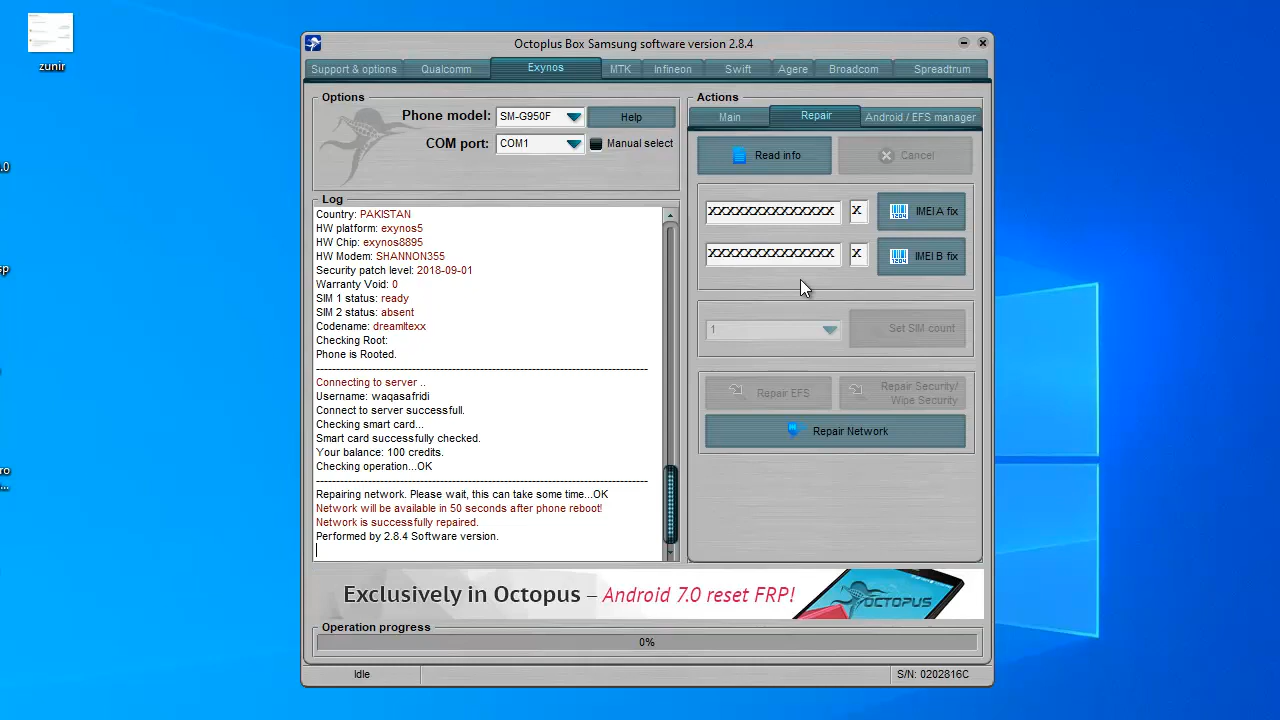 zunir
.0
sp
ro
...
Octoplus Box Samsung software version 2.8.4
Support & options
Qualcomm
Exynos
MTK
Infineon
Swift
Agere
Broadcom
Spreadtrum
Options
Phone model:
SM-G950F
Help
COM port:
COM1
Manual select
Log
Country: PAKISTAN
HW platform: exynos5
HW Chip: exynos8895
HW Modem: SHANNON355
Security patch level: 2018-09-01
Warranty Void: 0
SIM 1 status: ready
SIM 2 status: absent
Codename: dreamltexx
Checking Root:
Phone is Rooted.
Connecting to server ..
Username: waqasafridi
Connect to server successful.
Checking smart card...
Smart card successfully checked.
Your balance: 100 credits.
Checking operation...OK
Repairing network. Please wait, this can take some time...OK
Network will be available in 50 seconds after phone reboot!
Network is successfully repaired.
Performed by 2.8.4 Software version.
Actions
Main
Repair
Android / EFS manager
Read info
Cancel
XXXXXXXXXXXXXX
X
1204
IMEI A fix
XXXXXXXXXXXXXX
X
1204
IMEI B fix
1
Set SIM count
Repair EFS
Repair Security/
Wipe Security
Repair Network
Exclusively in Octopus – Android 7.0 reset FRP!
OCTOPUS
Operation progress
0%
Idle
S/N: 0202816C